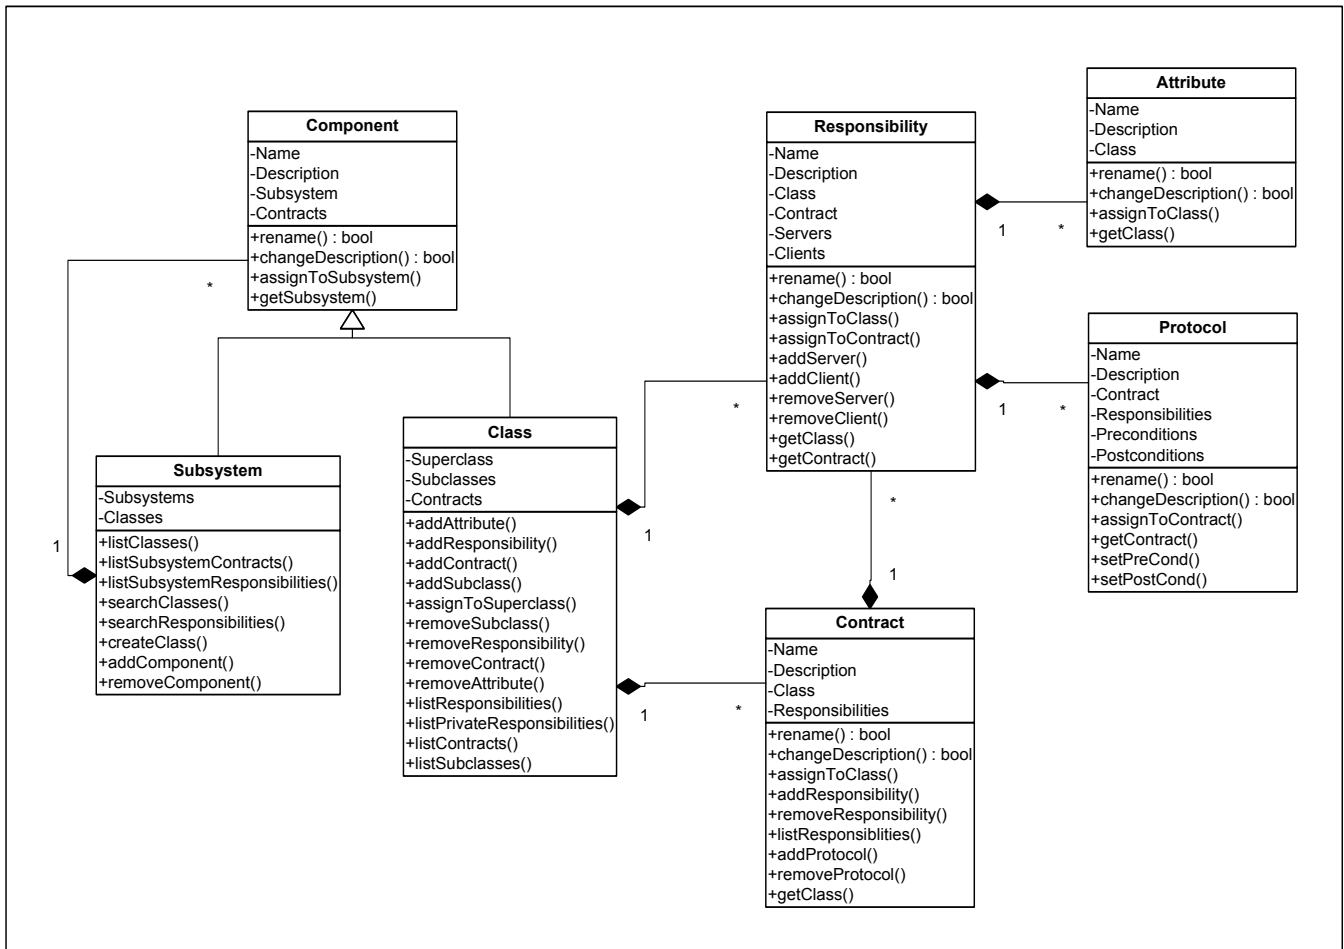 Component
-Name
-Description
-Subsystem
-Contracts
+rename() : bool
+changeDescription() : bool
+assignToSubsystem()
+getSubsystem()
*
1
Subsystem
-Subsystems
-Classes
+listClasses()
+listSubsystemContracts()
+listSubsystemResponsibilities()
+searchClasses()
+searchResponsibilities()
+createClass()
+addComponent()
+removeComponent()
Class
-Superclass
-Subclasses
-Contracts
+addAttribute()
+addResponsibility()
+addContract()
+addSubclass()
+assignToSuperclass()
+removeSubclass()
+removeResponsibility()
+removeContract()
+removeAttribute()
+listResponsibilities()
+listPrivateResponsibilities()
+listContracts()
+listSubclasses()
1
*
1
*
Responsibility
-Name
-Description
-Class
-Contract
-Servers
-Clients
+rename() : bool
+changeDescription() : bool
+assignToClass()
+assignToContract()
+addServer()
+addClient()
+removeServer()
+removeClient()
+getClass()
+getContract()
1
*
1
*
*
1
Contract
-Name
-Description
-Class
-Responsibilities
+rename() : bool
+changeDescription() : bool
+assignToClass()
+addResponsibility()
+removeResponsibility()
+listResponsiblities()
+addProtocol()
+removeProtocol()
+getClass()
Attribute
-Name
-Description
-Class
+rename() : bool
+changeDescription() : bool
+assignToClass()
+getClass()
Protocol
-Name
-Description
-Contract
-Responsibilities
-Preconditions
-Postconditions
+rename() : bool
+changeDescription() : bool
+assignToContract()
+getContract()
+setPreCond()
+setPostCond()